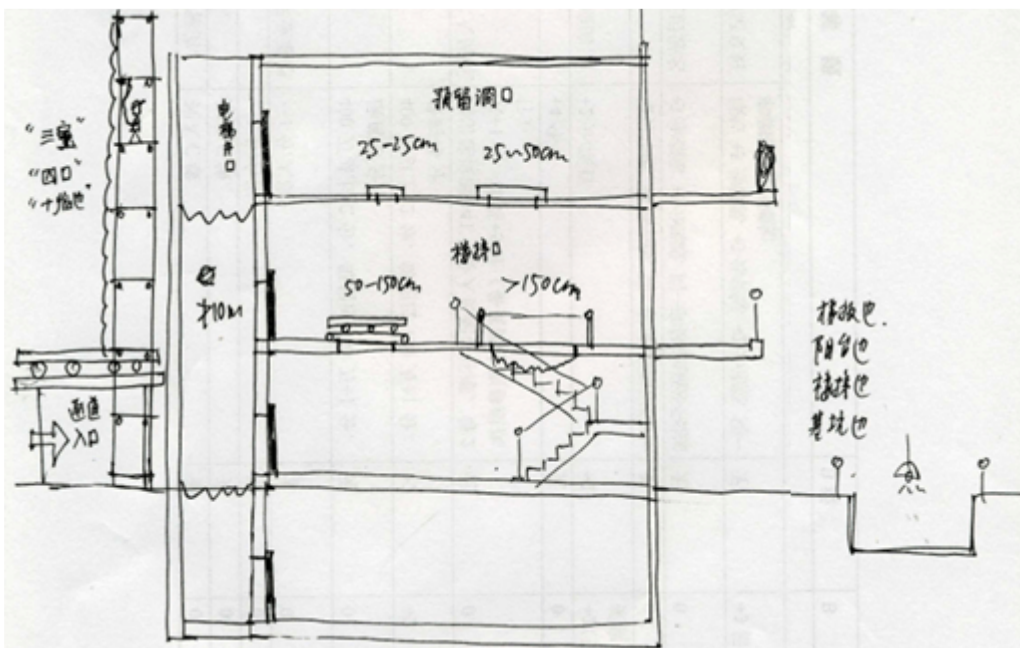 "三宝"
"四口"
"十临边"
电梯井口
预留洞口
25-25cm
25~50cm
楼梯口
50-150cm
>150cm
≯10m
通道
入口
楼板边
阳台边
楼梯边
基坑边